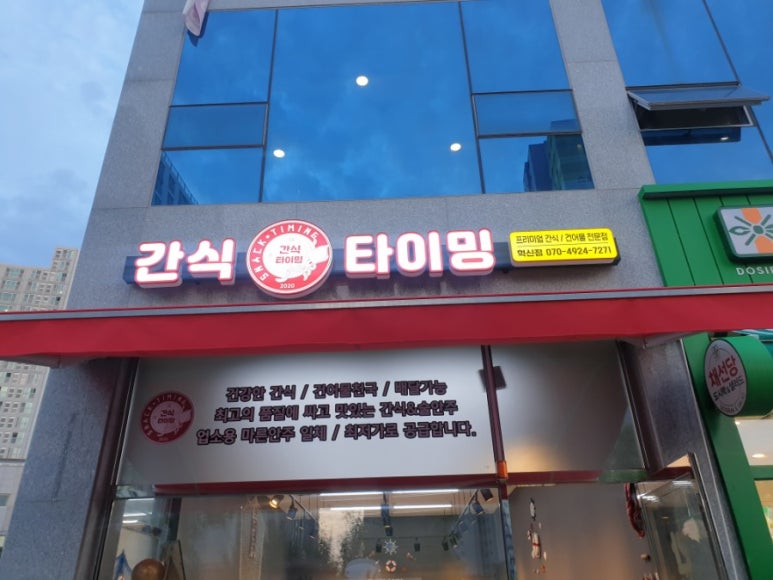 간식
SNACK★TIMING
간식
타이밍
2020
타이밍
프리미엄 간식 / 건어물 전문점
혁신점 070-4924-7271
DOSI
채선당
SNACK★TIMING
간식
타이밍
건강한 간식 / 건어물천국 / 배달가능
최고의 품질에 싸고 맛있는 간식&술안주
업소용 마른안주 일체 / 최저가로 공급합니다.